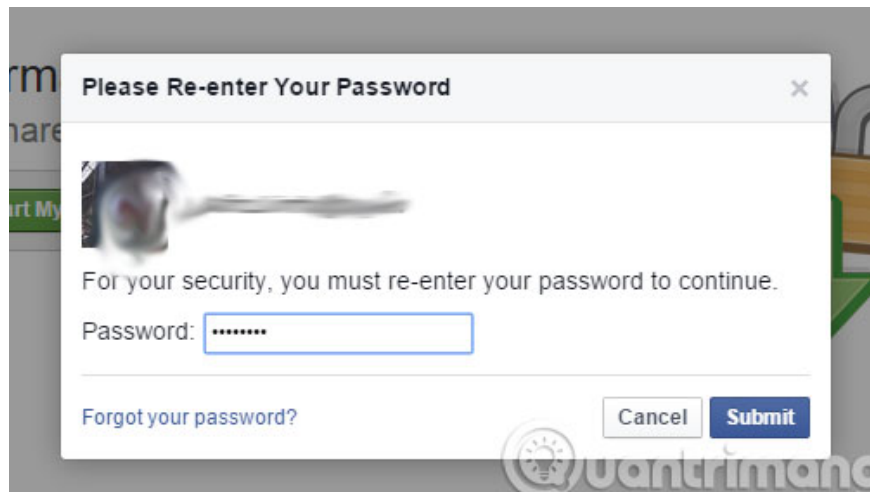 Please Re-enter Your Password
For your security, you must re-enter your password to continue.
Password: ••••••••
Forgot your password?
Cancel
Submit